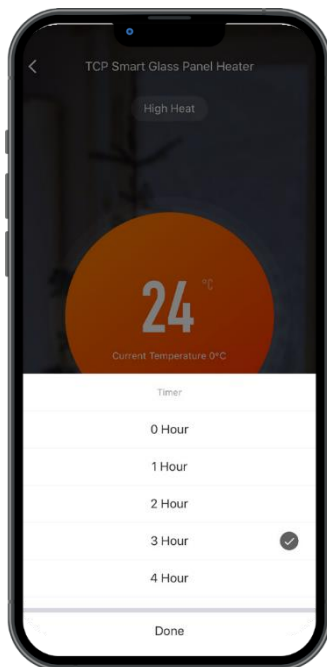 TCP Smart Glass Panel Heater
High Heat
24 °C
Current Temperature 0°C
Timer
0 Hour
1 Hour
2 Hour
3 Hour
4 Hour
Done